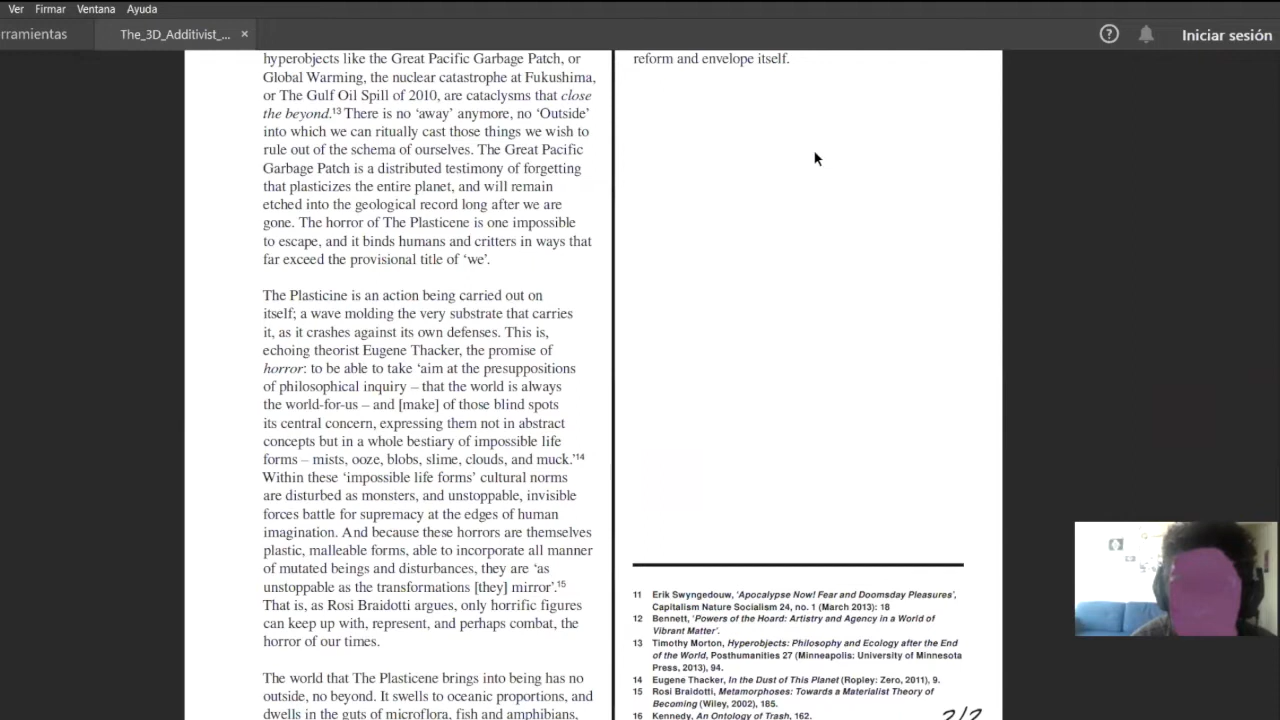 Ver Firmar Ventana Ayuda
rramientas The_3D_Additivist_... × Iniciar sesión
hyperobjects like the Great Pacific Garbage Patch, or
Global Warming, the nuclear catastrophe at Fukushima,
or The Gulf Oil Spill of 2010, are cataclysms that close
the beyond.13 There is no ‘away’ anymore, no ‘Outside’
into which we can ritually cast those things we wish to
rule out of the schema of ourselves. The Great Pacific
Garbage Patch is a distributed testimony of forgetting
that plasticizes the entire planet, and will remain
etched into the geological record long after we are
gone. The horror of The Plasticene is one impossible
to escape, and it binds humans and critters in ways that
far exceed the provisional title of ‘we’.
The Plasticine is an action being carried out on
itself; a wave molding the very substrate that carries
it, as it crashes against its own defenses. This is,
echoing theorist Eugene Thacker, the promise of
horror: to be able to take ‘aim at the presuppositions
of philosophical inquiry – that the world is always
the world-for-us – and [make] of those blind spots
its central concern, expressing them not in abstract
concepts but in a whole bestiary of impossible life
forms – mists, ooze, blobs, slime, clouds, and muck.’14
Within these ‘impossible life forms’ cultural norms
are disturbed as monsters, and unstoppable, invisible
forces battle for supremacy at the edges of human
imagination. And because these horrors are themselves
plastic, malleable forms, able to incorporate all manner
of mutated beings and disturbances, they are ‘as
unstoppable as the transformations [they] mirror’.15
That is, as Rosi Braidotti argues, only horrific figures
can keep up with, represent, and perhaps combat, the
horror of our times.
The world that The Plasticene brings into being has no
outside, no beyond. It swells to oceanic proportions, and
dwells in the guts of microflora, fish and amphibians,
reform and envelope itself.
11 Erik Swyngedouw, ‘Apocalypse Now! Fear and Doomsday Pleasures’,
Capitalism Nature Socialism 24, no. 1 (March 2013): 18
12 Bennett, ‘Powers of the Hoard: Artistry and Agency in a World of
Vibrant Matter’.
13 Timothy Morton, Hyperobjects: Philosophy and Ecology after the End
of the World, Posthumanities 27 (Minneapolis: University of Minnesota
Press, 2013), 94.
14 Eugene Thacker, In the Dust of This Planet (Ropley: Zero, 2011), 9.
15 Rosi Braidotti, Metamorphoses: Towards a Materialist Theory of
Becoming (Wiley, 2002), 185.
16 Kennedy, An Ontology of Trash, 162.